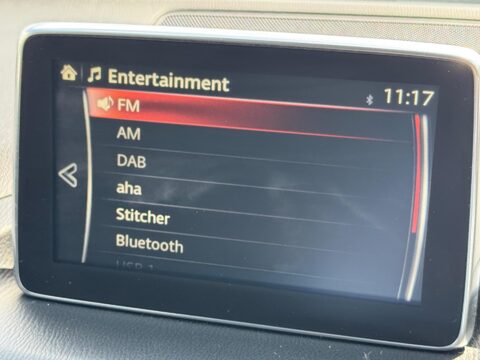 Entertainment
11:17
FM
AM
DAB
aha
Stitcher
Bluetooth